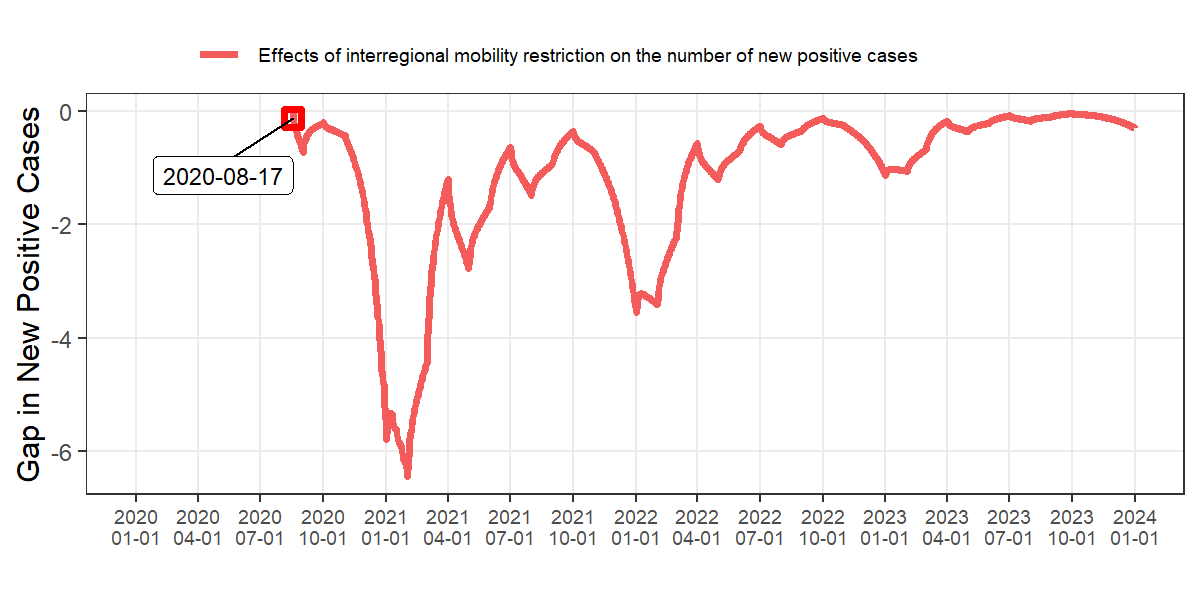 Effects of interregional mobility restriction on the number of new positive cases
Gap in New Positive Cases
0
-2
-4
-6
2020-08-17
2020 2020 2020 2020 2021 2021 2021 2021 2022 2022 2022 2022 2023 2023 2023 2023 2024
01-01 04-01 07-01 10-01 01-01 04-01 07-01 10-01 01-01 04-01 07-01 10-01 01-01 04-01 07-01 10-01 01-01